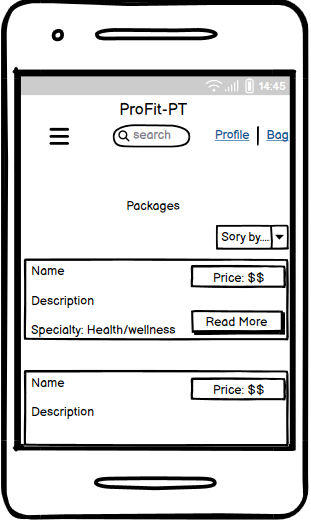 14:45
ProFit-PT
search
Profile
Bag
Packages
Sory by....
Name
Price: $$
Description
Read More
Specialty: Health/wellness
Name
Price: $$
Description